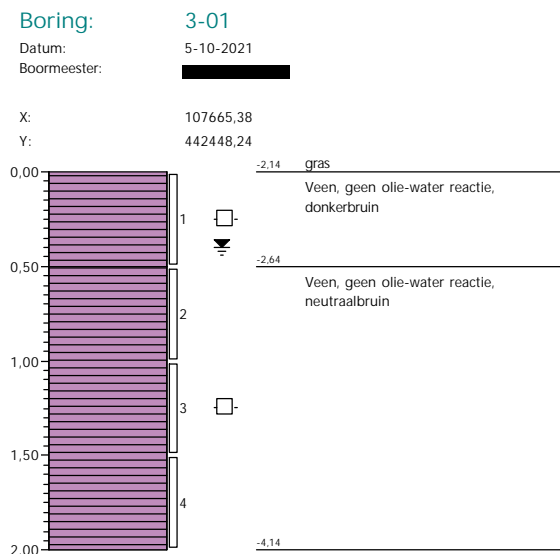 Boring: 3-01
Datum: 5-10-2021
Boormeester:
X: 107665,38
Y: 442448,24
0,00
-2,14 gras
Veen, geen olie-water reactie,
donkerbruin
1
0,50
-2,64
Veen, geen olie-water reactie,
neutraalbruin
2
1,00
3
1,50
4
2,00
-4,14